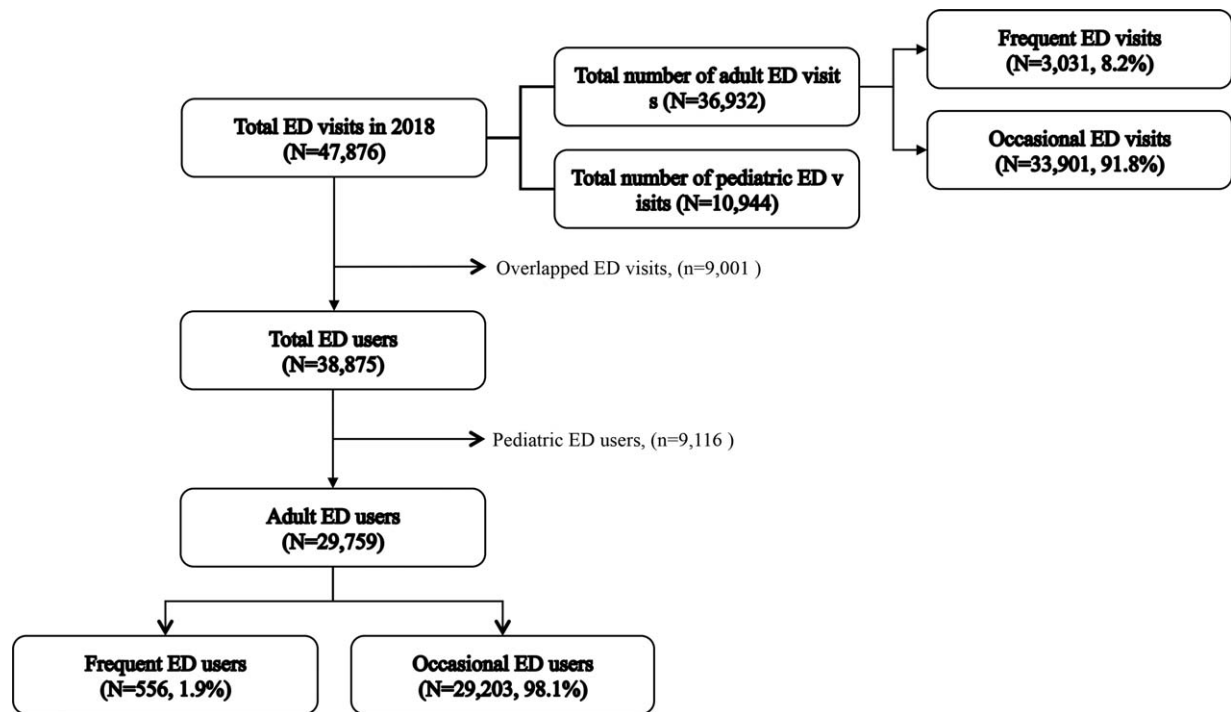 Frequent ED visits
(N=3,031, 8.2%)
Total number of adult ED visit
s (N=36,932)
Total ED visits in 2018
(N=47,876)
Occasional ED visits
(N=33,901, 91.8%)
Total number of pediatric ED v
isits (N=10,944)
Overlapped ED visits, (n=9,001 )
Total ED users
(N=38,875)
Pediatric ED users, (n=9,116 )
Adult ED users
(N=29,759)
Frequent ED users
(N=556, 1.9%)
Occasional ED users
(N=29,203, 98.1%)